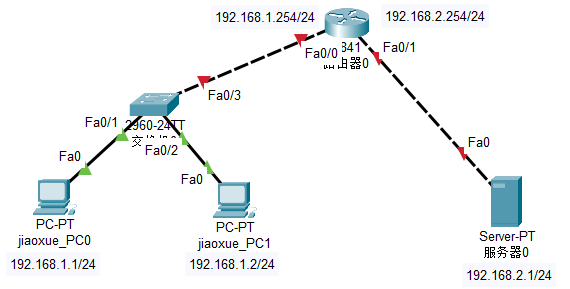 192.168.1.254/24
192.168.2.254/24
Fa0/0
Fa0/1
Fa0/3
2960-24TT
Fa0/1
Fa0/2
Fa0
Fa0
Fa0
PC-PT
jiaoxue_PC0
192.168.1.1/24
PC-PT
jiaoxue_PC1
192.168.1.2/24
Server-PT
服务器0
192.168.2.1/24